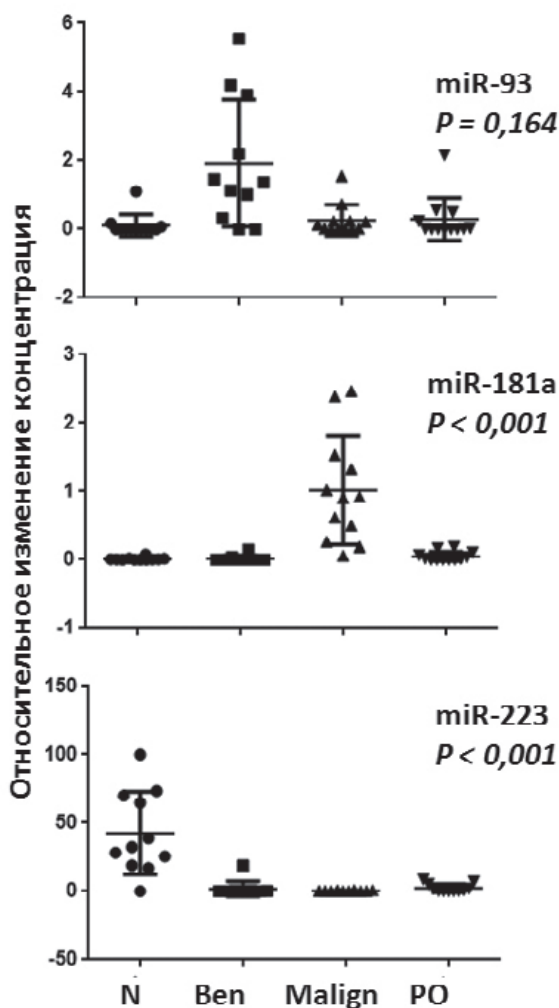 Относительное изменение концентрация
6
4
2
0
-2
miR-93
P = 0,164
3
2
1
0
-1
miR-181a
P < 0,001
150
100
50
0
-50
miR-223
P < 0,001
N Ben Malign PO